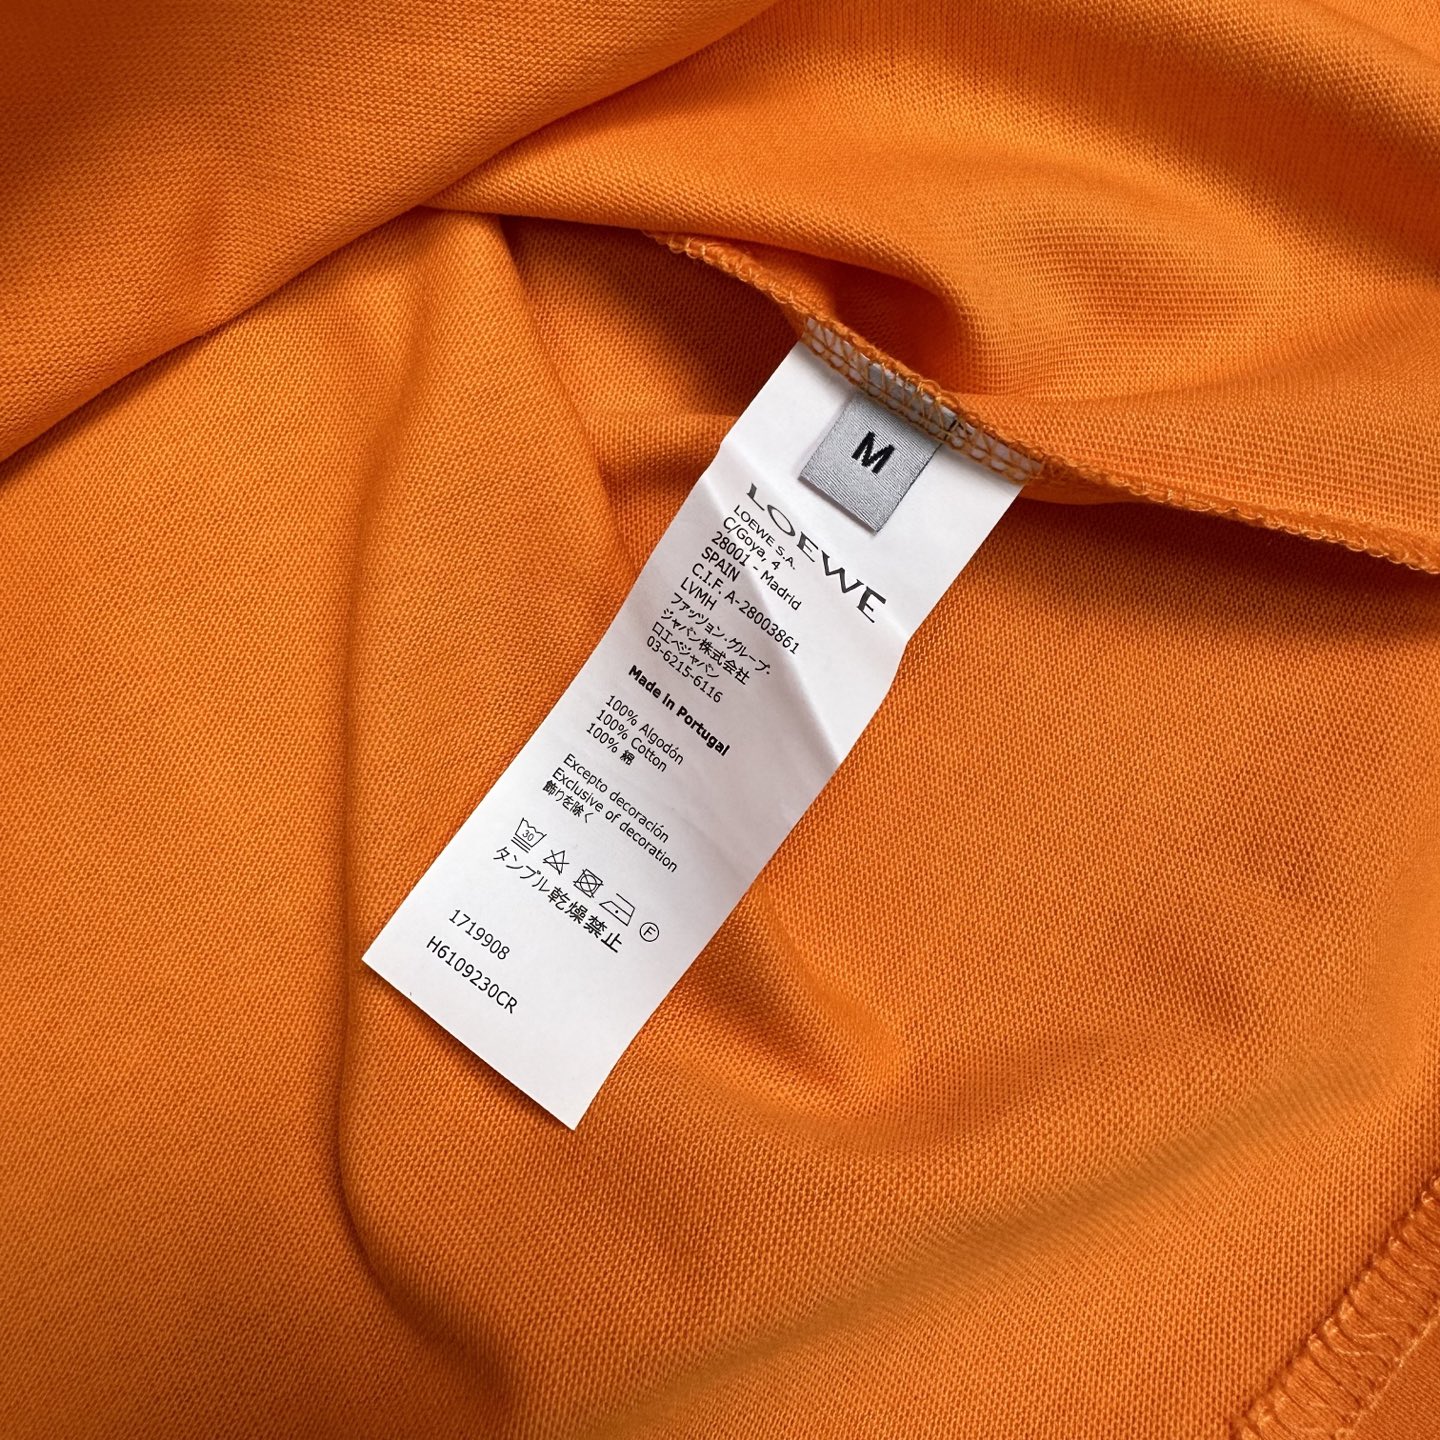 M
LOEWE
LOEWE S.A.
C/Goya, 4
28001 - Madrid
SPAIN
C.I.F. A-28003861
LVMH
ファッション・グループ・
ジャパン株式会社
ロエベジャパン
03-6215-6116
Made in Portugal
100% Algodón
100% Cotton
100% 綿
Excepto decoración
Exclusive of decoration
飾りを除く
30
F
タンブル乾燥禁止
1719908
H6109230CR